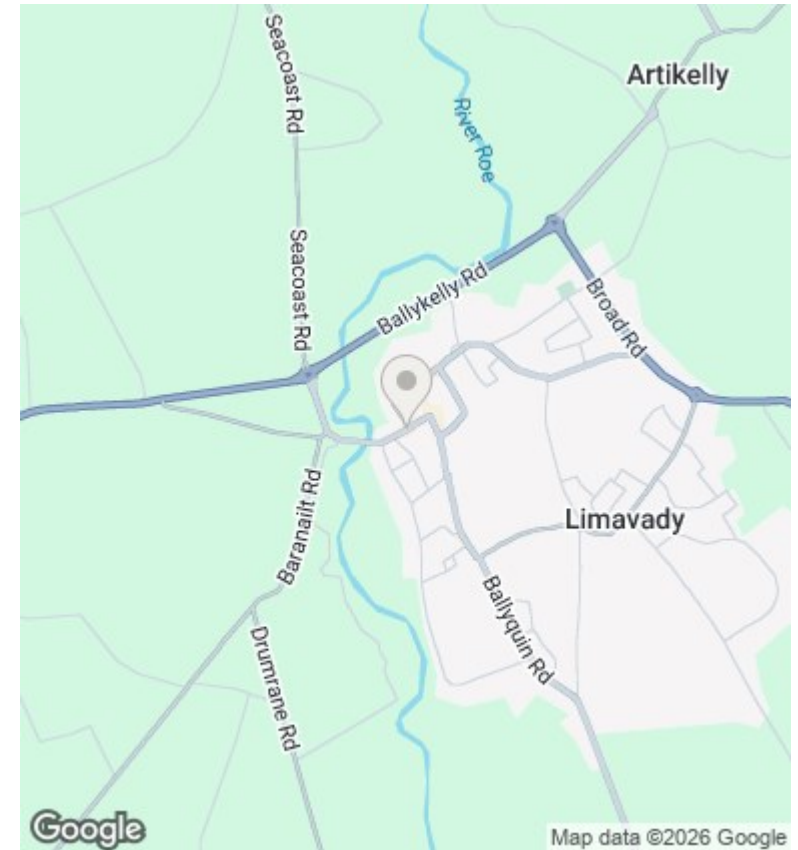 Seacoast Rd
Artikelly
River Roe
Seacoast Rd
Ballykelly Rd
Broad Rd
Limavady
Baranailt Rd
Ballyquin Rd
Drumrane Rd
Google
Map data ©2026 Google